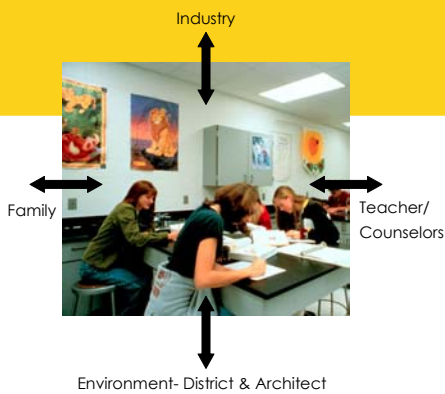 Industry
Family
Teacher/
Counselors
Environment- District & Architect